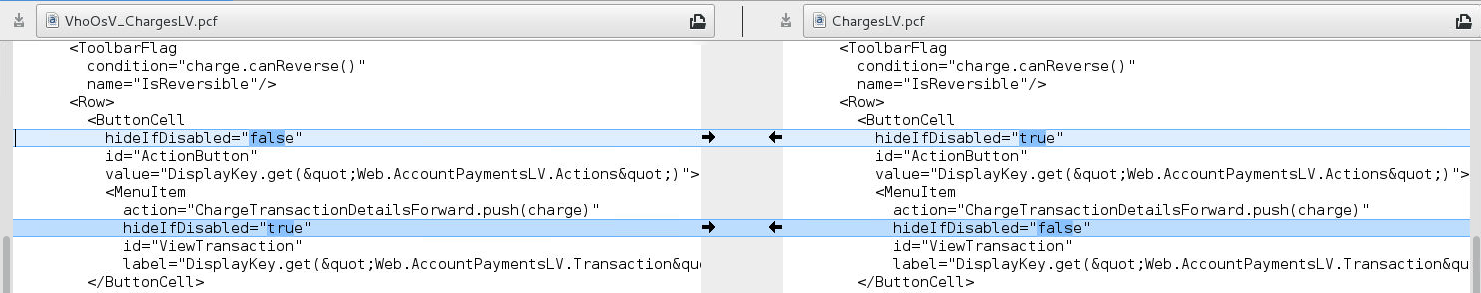 VhoOsV_ChargesLV.pcf
<ToolbarFlag
condition="charge.canReverse()"
name="IsReversible"/>
<Row>
<ButtonCell
hideIfDisabled="false"
id="ActionButton"
value="DisplayKey.get(&quot;Web.AccountPaymentsLV.Actions&quot;)">
<MenuItem
action="ChargeTransactionDetailsForward.push(charge)"
hideIfDisabled="true"
id="ViewTransaction"
label="DisplayKey.get(&quot;Web.AccountPaymentsLV.Transaction&quo
</ButtonCell>
ChargesLV.pcf
<ToolbarFlag
condition="charge.canReverse()"
name="IsReversible"/>
<Row>
<ButtonCell
hideIfDisabled="true"
id="ActionButton"
value="DisplayKey.get(&quot;Web.AccountPaymentsLV.Actions&quot;)">
<MenuItem
action="ChargeTransactionDetailsForward.push(charge)"
hideIfDisabled="false"
id="ViewTransaction"
label="DisplayKey.get(&quot;Web.AccountPaymentsLV.Transaction&qu
</ButtonCell>